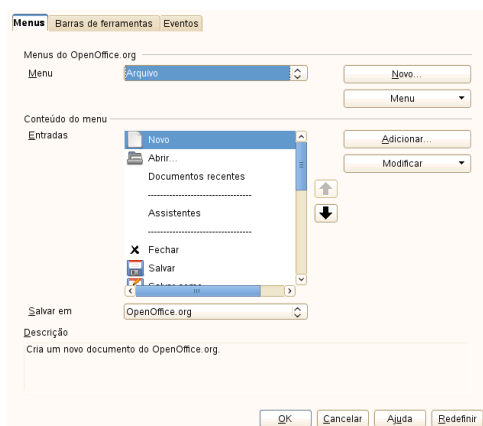 Menus Barras de ferramentas Eventos
Menus do OpenOffice.org
Menu Arquivo Novo...
Menu
Conteúdo do menu
Entradas Novo Adicionar...
Abrir... Modificar
Documentos recentes
Assistentes
Fechar
Salvar
Salvar como
Salvar em OpenOffice.org
Descrição
Cria um novo documento do OpenOffice.org.
OK Cancelar Ajuda Redefinir